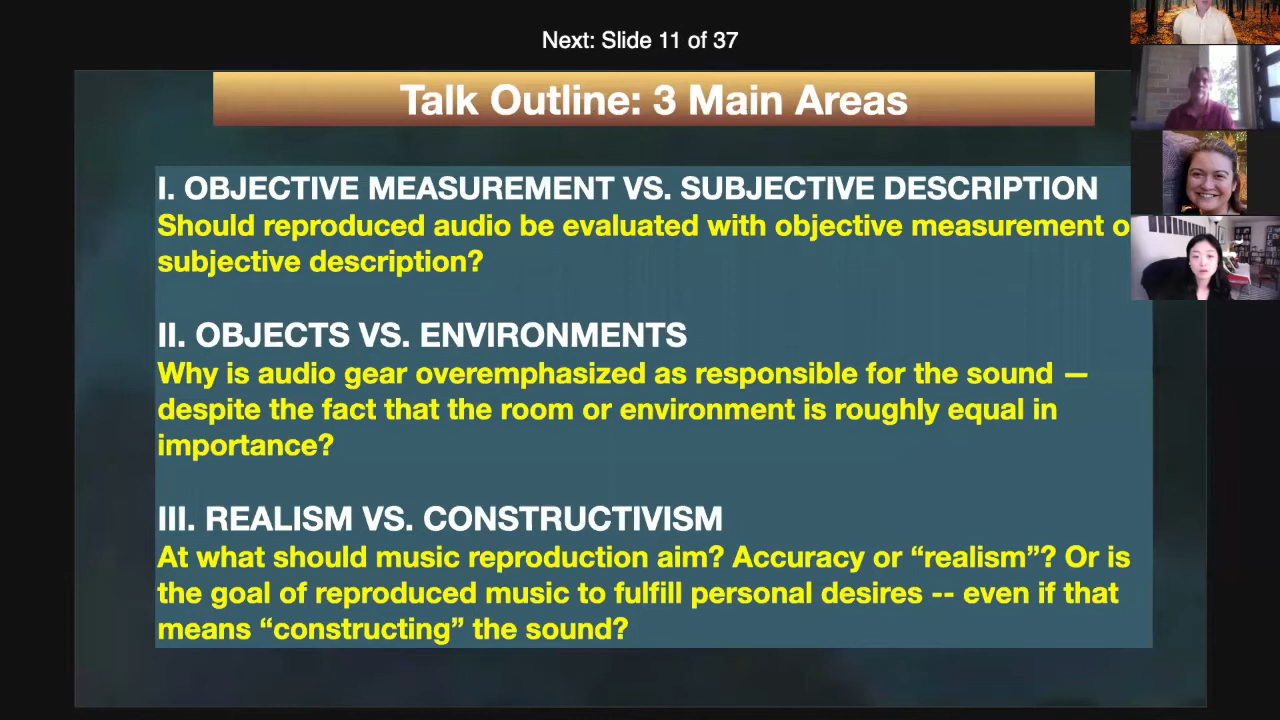 Next: Slide 11 of 37
Talk Outline: 3 Main Areas
I. OBJECTIVE MEASUREMENT VS. SUBJECTIVE DESCRIPTION
Should reproduced audio be evaluated with objective measurement o
subjective description?
II. OBJECTS VS. ENVIRONMENTS
Why is audio gear overemphasized as responsible for the sound —
despite the fact that the room or environment is roughly equal in
importance?
III. REALISM VS. CONSTRUCTIVISM
At what should music reproduction aim? Accuracy or “realism”? Or is
the goal of reproduced music to fulfill personal desires -- even if that
means “constructing” the sound?